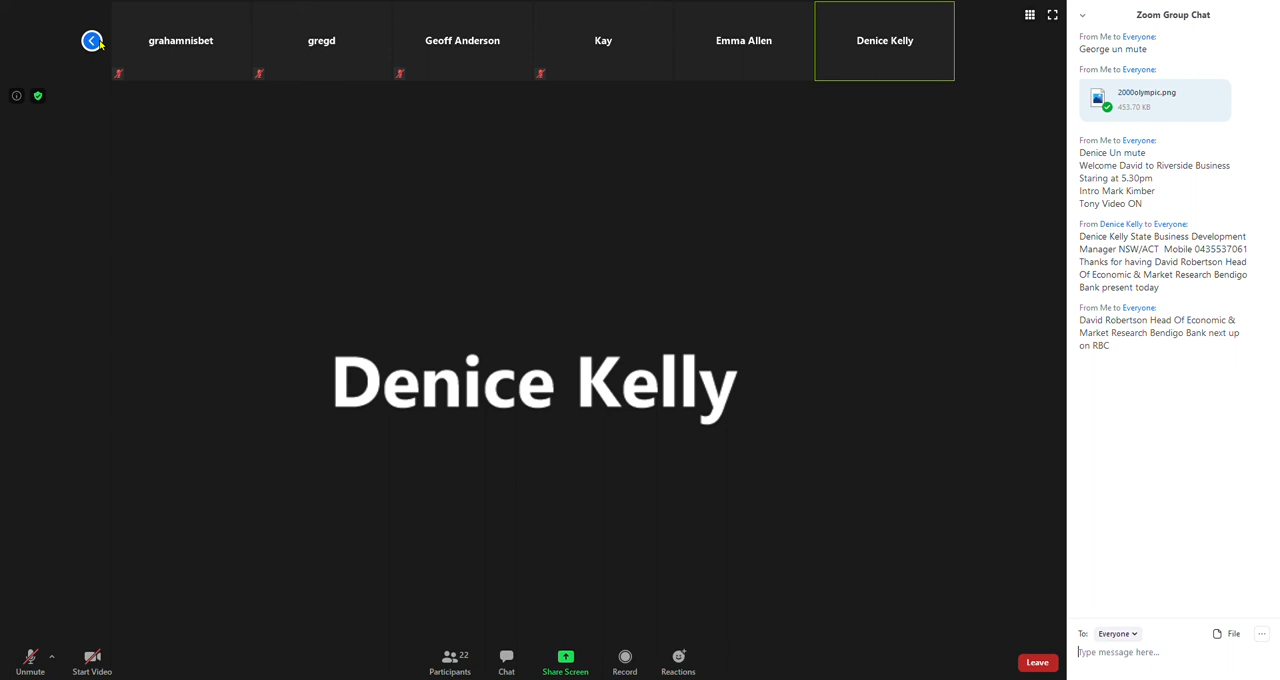 grahamnisbet
gregd
Geoff Anderson
Kay
Emma Allen
Denice Kelly
Denice Kelly
Unmute
Start Video
22
Participants
Chat
Share Screen
Record
Reactions
Leave
Zoom Group Chat
From Me to Everyone:
George un mute
From Me to Everyone:
2000olympic.png
453.70 KB
From Me to Everyone:
Denice Un mute
Welcome David to Riverside Business
Staring at 5.30pm
Intro Mark Kimber
Tony Video ON
From Denice Kelly to Everyone:
Denice Kelly State Business Development
Manager NSW/ACT Mobile 0435537061
Thanks for having David Robertson Head
Of Economic & Market Research Bendigo
Bank present today
From Me to Everyone:
David Robertson Head Of Economic &
Market Research Bendigo Bank next up
on RBC
To: Everyone
File
Type message here...